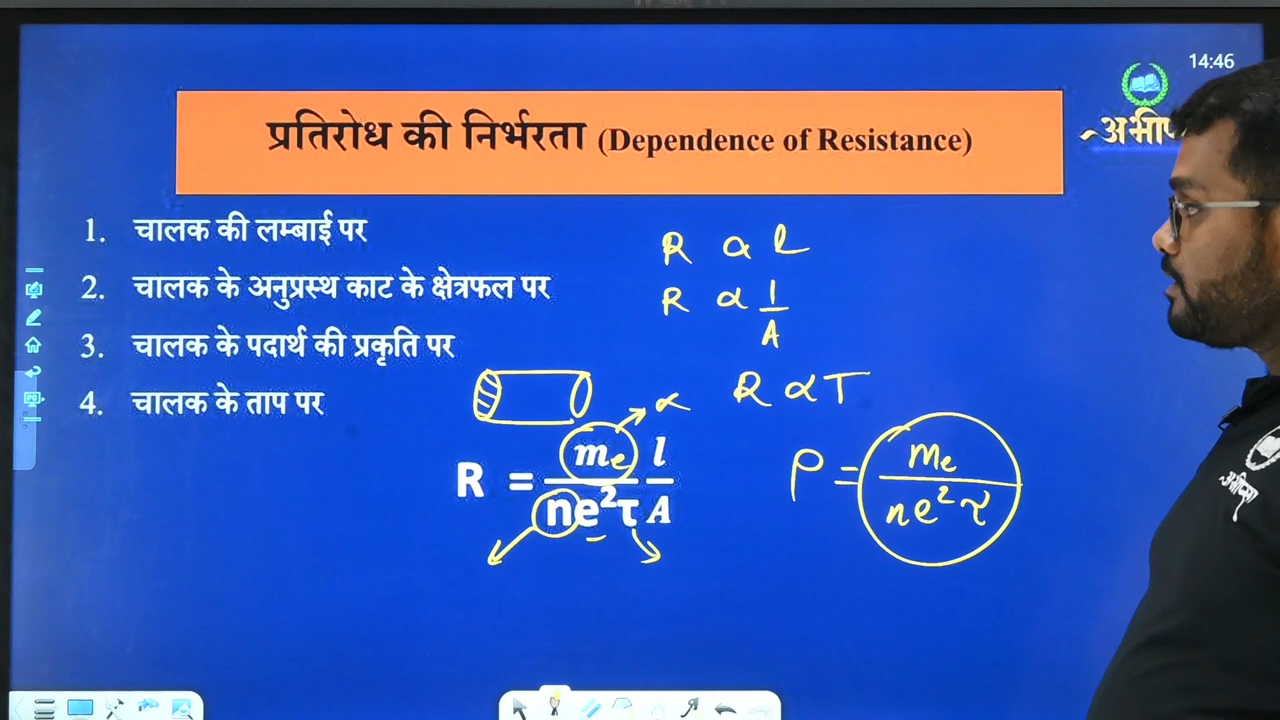 14:46
प्रतिरोध की निर्भरता (Dependence of Resistance)
1. चालक की लम्बाई पर
2. चालक के अनुप्रस्थ काट के क्षेत्रफल पर
3. चालक के पदार्थ की प्रकृति पर
4. चालक के ताप पर
R α l
R α 1/A
R α T
α
R = mₑ/ne²τ l/A
ρ = mₑ/ne²τ